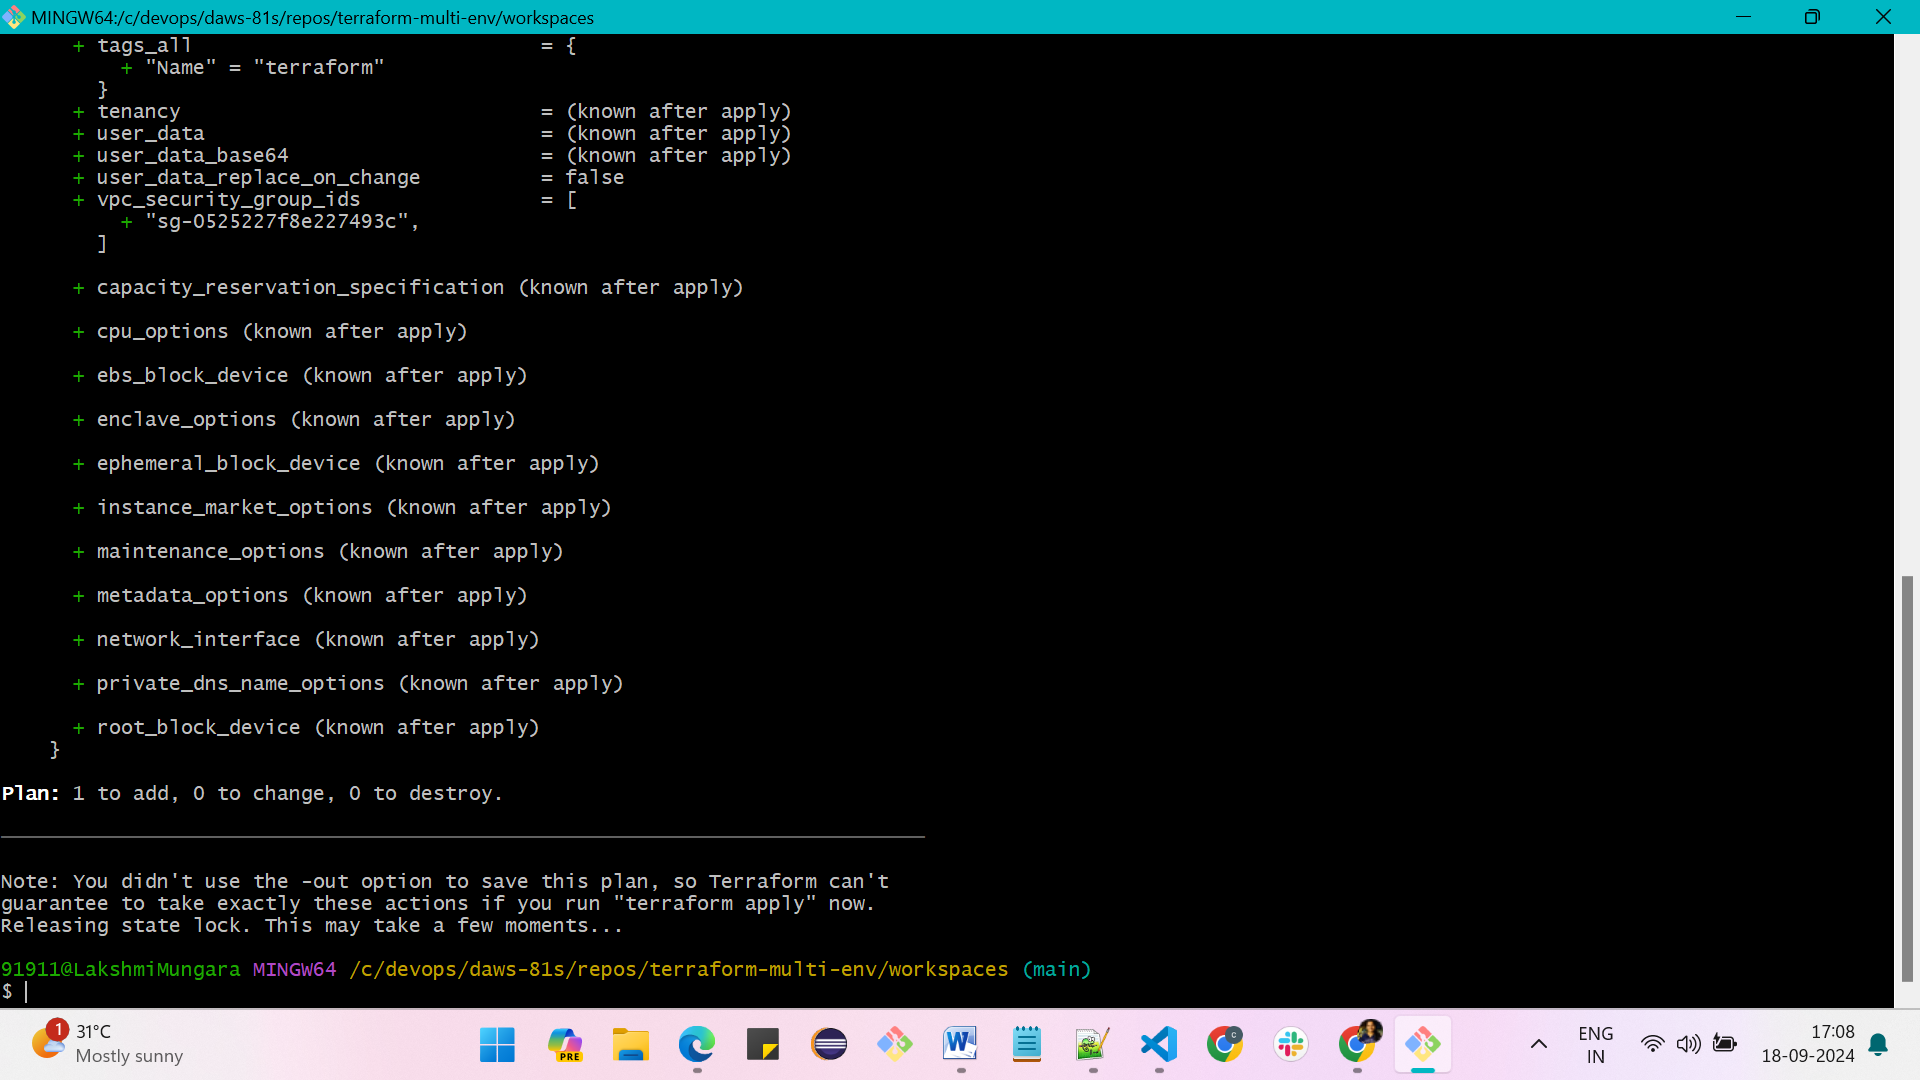 MINGW64:/c/devops/daws-81s/repos/terraform-multi-env/workspaces
+ tags_all = {
+ "Name" = "terraform"
}
+ tenancy = (known after apply)
+ user_data = (known after apply)
+ user_data_base64 = (known after apply)
+ user_data_replace_on_change = false
+ vpc_security_group_ids = [
+ "sg-0525227f8e227493c",
]
+ capacity_reservation_specification (known after apply)
+ cpu_options (known after apply)
+ ebs_block_device (known after apply)
+ enclave_options (known after apply)
+ ephemeral_block_device (known after apply)
+ instance_market_options (known after apply)
+ maintenance_options (known after apply)
+ metadata_options (known after apply)
+ network_interface (known after apply)
+ private_dns_name_options (known after apply)
+ root_block_device (known after apply)
}
Plan: 1 to add, 0 to change, 0 to destroy.
Note: You didn't use the -out option to save this plan, so Terraform can't
guarantee to take exactly these actions if you run "terraform apply" now.
Releasing state lock. This may take a few moments...
91911@LakshmiMungara MINGW64 /c/devops/daws-81s/repos/terraform-multi-env/workspaces (main)
$
1
31°C
Mostly sunny
PRE
W
C
ENG
IN
17:08
18-09-2024